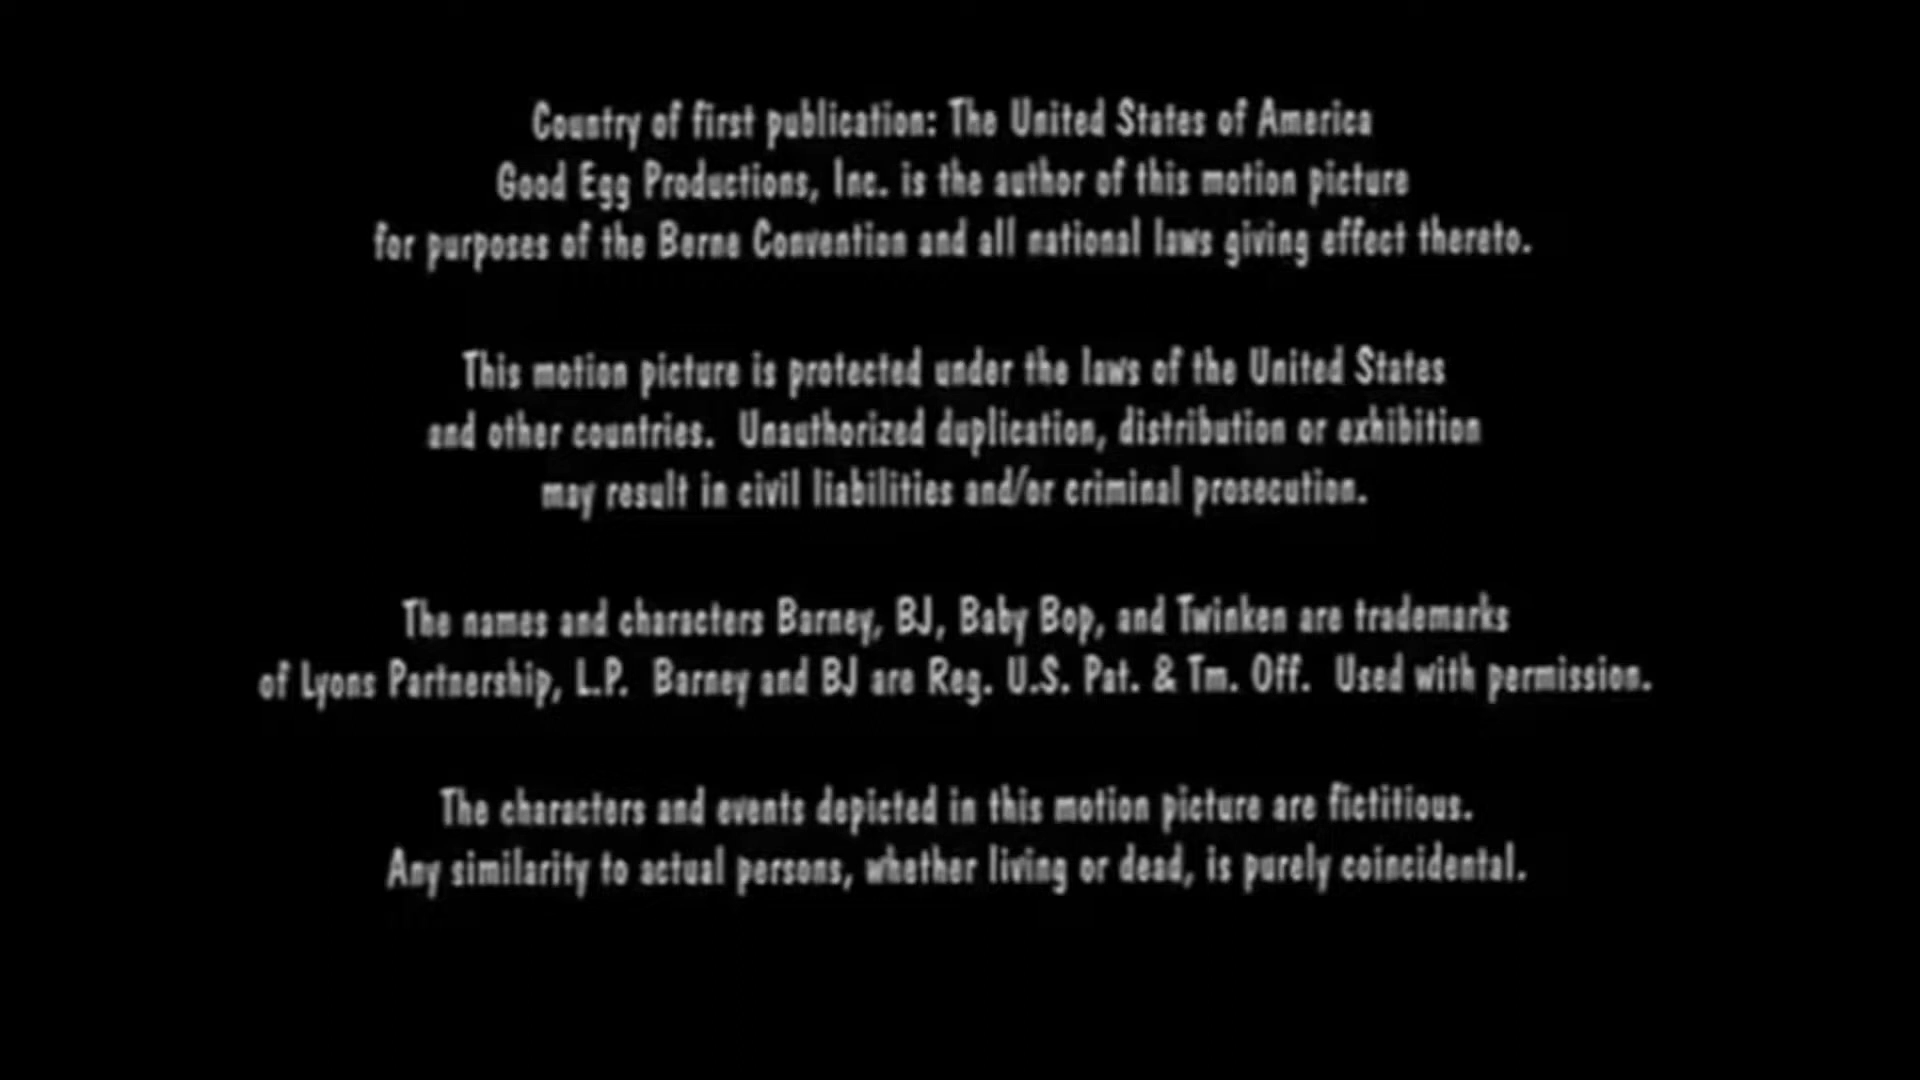 Country of first publication: The United States of America
Good Egg Productions, Inc. is the author of this motion picture
for purposes of the Berne Convention and all national laws giving effect thereto.
This motion picture is protected under the laws of the United States
and other countries.  Unauthorized duplication, distribution or exhibition
may result in civil liabilities and/or criminal prosecution.
The names and characters Barney, BJ, Baby Bop, and Twinken are trademarks
of Lyons Partnership, L.P.  Barney and BJ are Reg. U.S. Pat. & Tm. Off.  Used with permission.
The characters and events depicted in this motion picture are fictitious.
Any similarity to actual persons, whether living or dead, is purely coincidental.